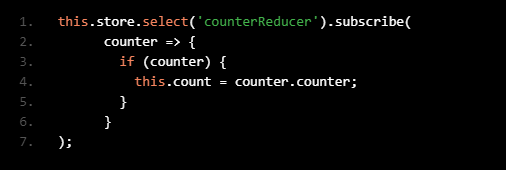 1. this.store.select('counterReducer').subscribe(
2. counter => {
3. if (counter) {
4. this.count = counter.counter;
5. }
6. }
7. );